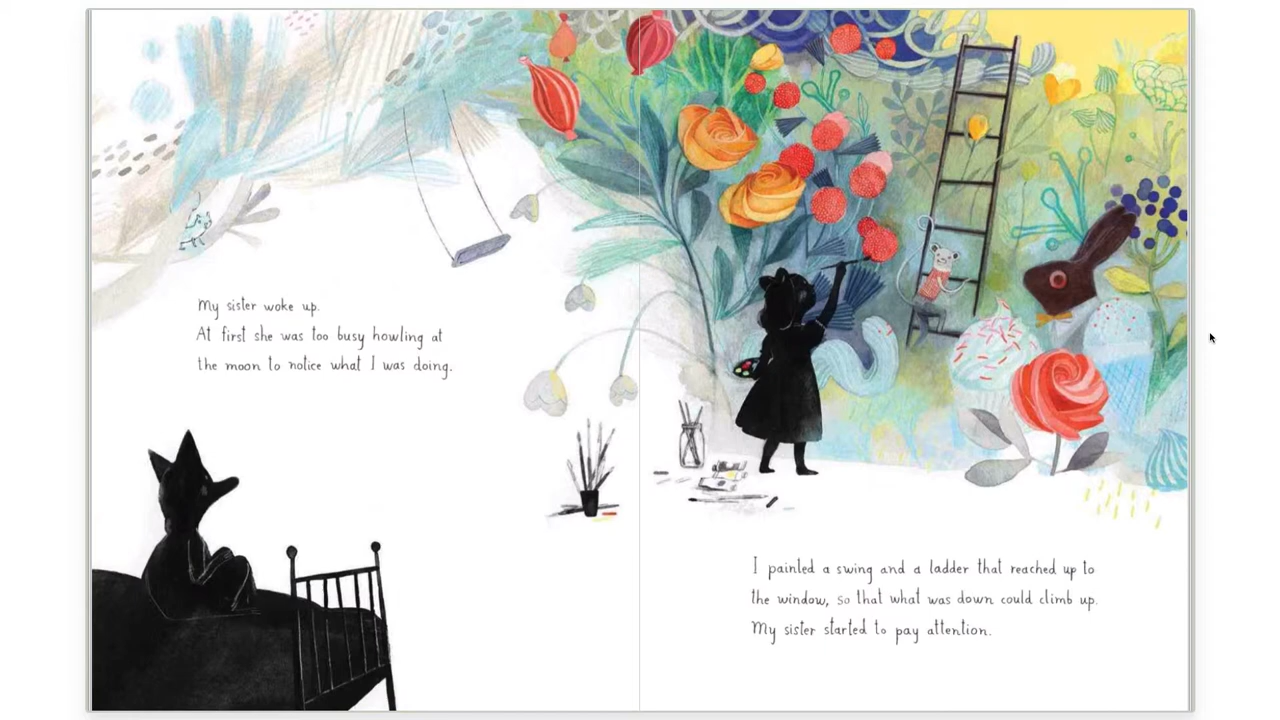 My sister woke up.
At first she was too busy howling at
the moon to notice what I was doing.
I painted a swing and a ladder that reached up to
the window, so that what was down could climb up.
My sister started to pay attention.